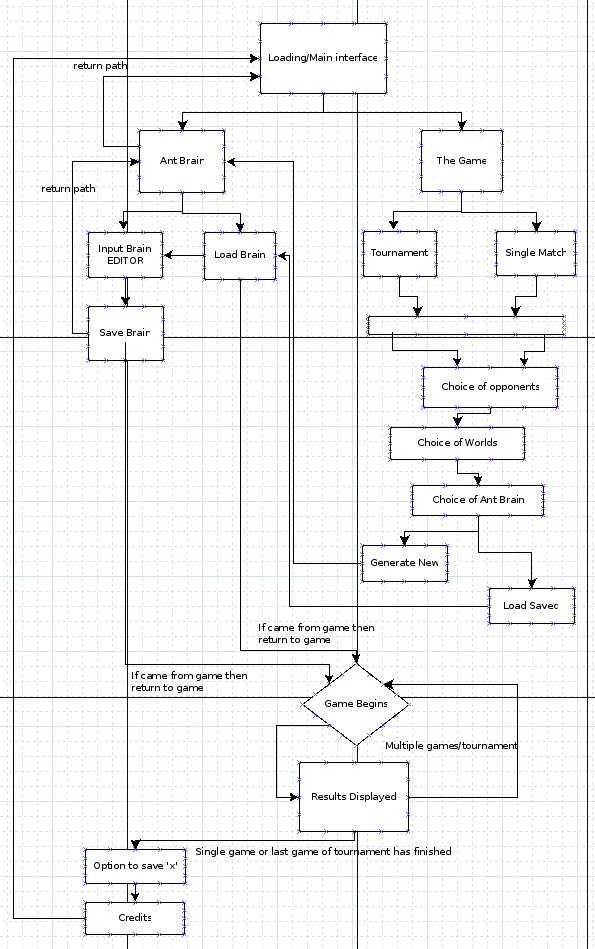 Loading/Main interface
return path
Ant Brain
The Game
return path
Input Brain
EDITOR
Load Brain
Tournament
Single Match
Save Brain
Choice of opponents
Choice of Worlds
Choice of Ant Brain
Generate New
Load Saved
If came from game then
return to game
If came from game then
return to game
Game Begins
Multiple games/tournament
Results Displayed
Single game or last game of tournament has finished
Option to save 'x'
Credits